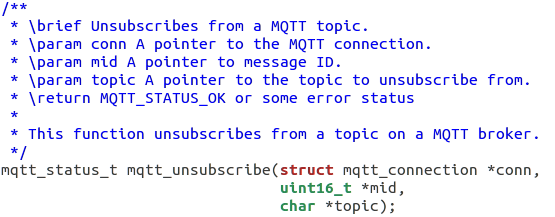 /**
 * \brief Unsubscribes from a MQTT topic.
 * \param conn A pointer to the MQTT connection.
 * \param mid A pointer to message ID.
 * \param topic A pointer to the topic to unsubscribe from.
 * \return MQTT_STATUS_OK or some error status
 *
 * This function unsubscribes from a topic on a MQTT broker.
 */
mqtt_status_t mqtt_unsubscribe(struct mqtt_connection *conn,
                               uint16_t *mid,
                               char *topic);